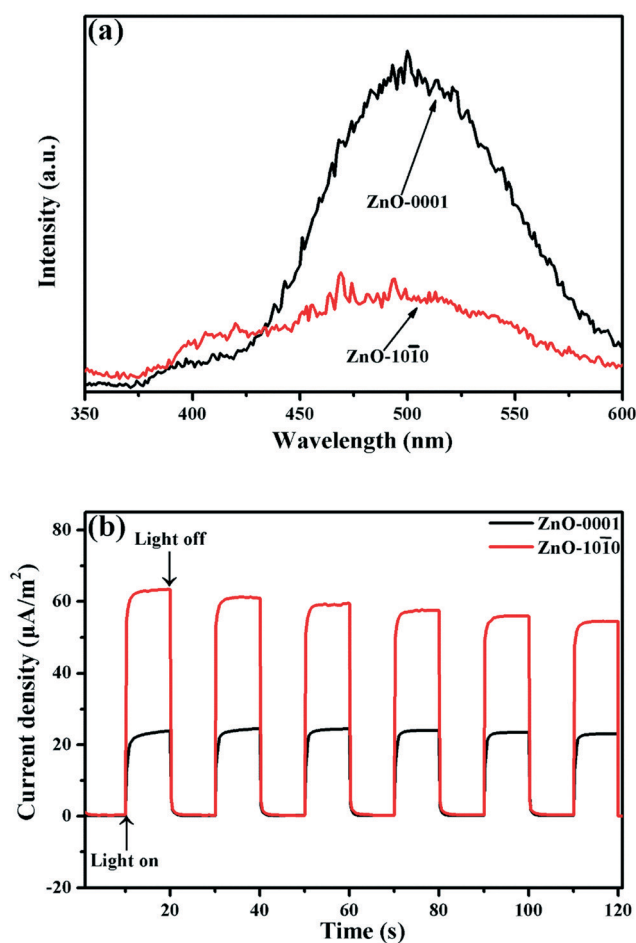 (a)
ZnO-0001
ZnO-101̅0
Intensity (a.u.)
350 400 450 500 550 600
Wavelength (nm)
(b)
Light off
ZnO-0001
ZnO-101̅0
80
60
40
20
0
-20
Current density (μA/m²)
Light on
20 40 60 80 100 120
Time (s)